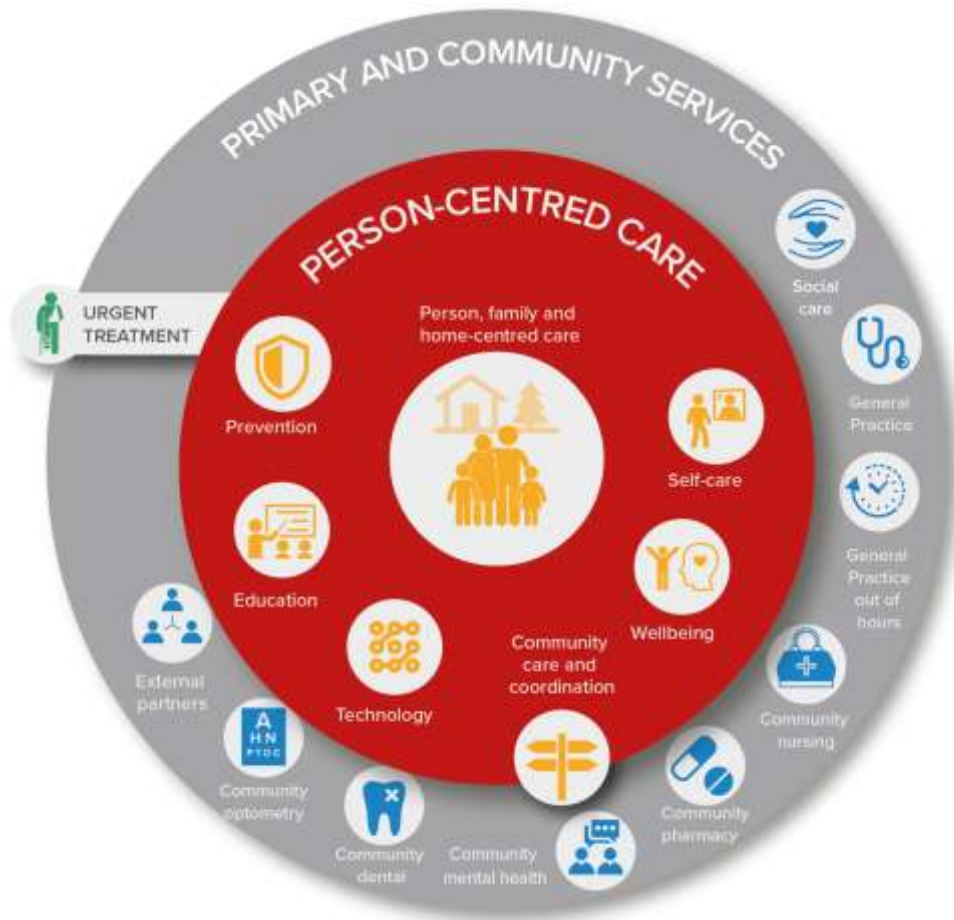 PRIMARY AND COMMUNITY SERVICES
PERSON-CENTRED CARE
URGENT
TREATMENT
Person, family and
home-centred care
Prevention
Education
Technology
Community
care and
coordination
Wellbeing
Self-care
Social
care
General
Practice
General
Practice
out of
hours
Community
nursing
Community
pharmacy
Community
mental health
Community
dental
A
HN
PTDC
Community
optometry
External
partners